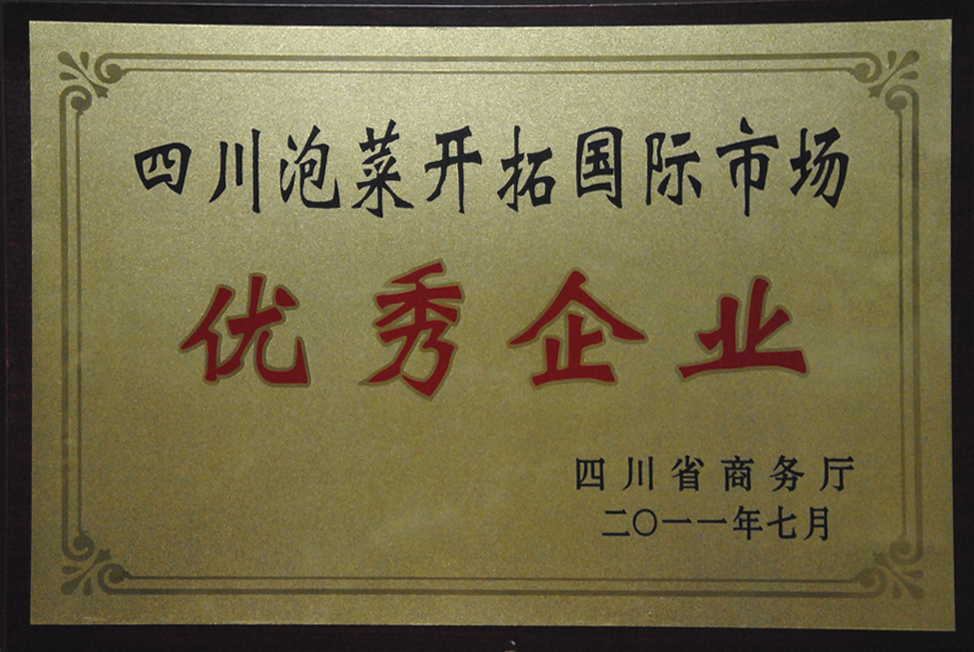 四川泡菜开拓国际市场
优秀企业
四川省商务厅
二〇一一年七月